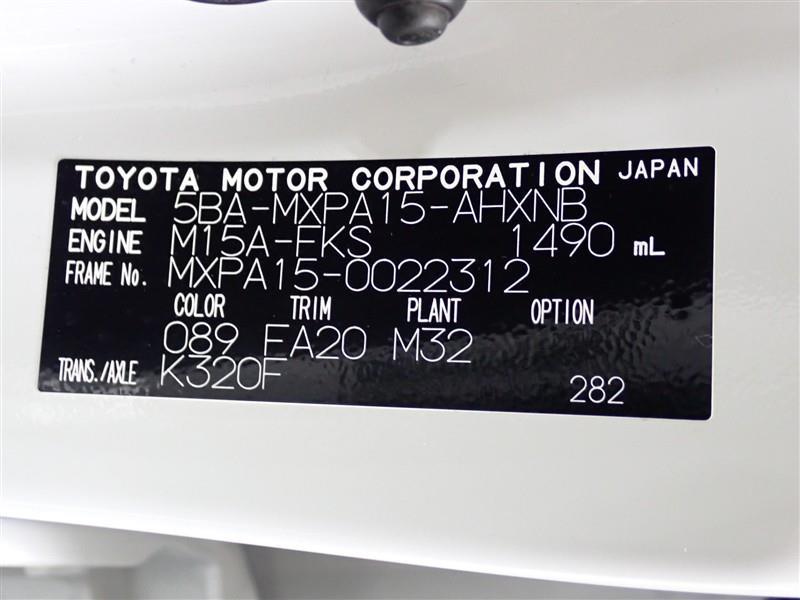 TOYOTA MOTOR CORPORATION JAPAN
MODEL 5BA-MXPA15-AHXNB
ENGINE M15A-FKS 1490 mL
FRAME No. MXPA15-0022312
COLOR TRIM PLANT OPTION
089 EA20 M32
TRANS./AXLE K320F
282